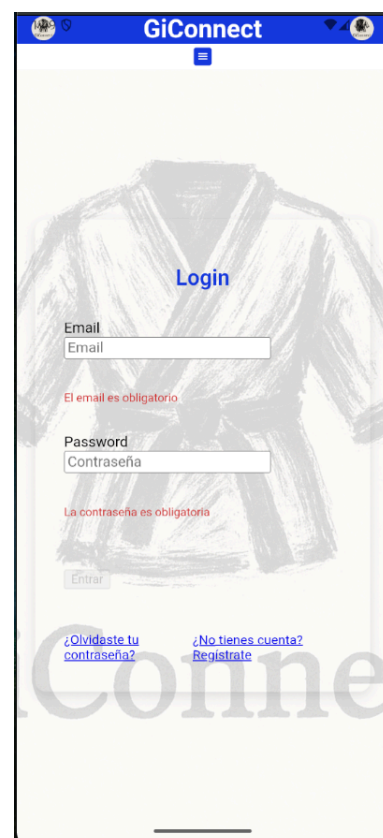 GiConnect
Login
Email
Email
El email es obligatorio
Password
Contraseña
La contraseña es obligatoria
Entrar
¿Olvidaste tu contraseña?
¿No tienes cuenta? Regístrate
iConne